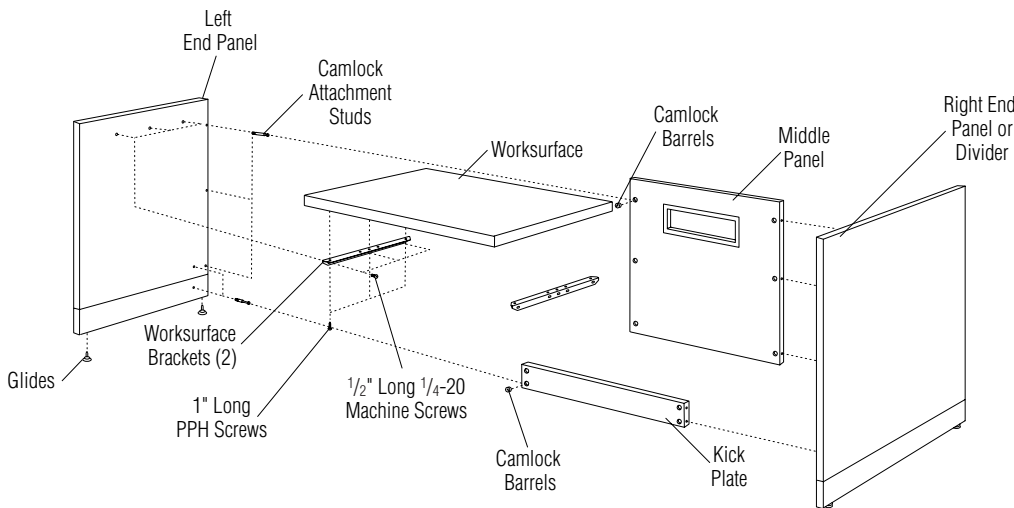 Left
End Panel
Camlock
Attachment
Studs
Worksurface
Camlock
Barrels
Middle
Panel
Right End
Panel or
Divider
Glides
Worksurface
Brackets (2)
1" Long
PPH Screws
1/2" Long 1/4-20
Machine Screws
Camlock
Barrels
Kick
Plate